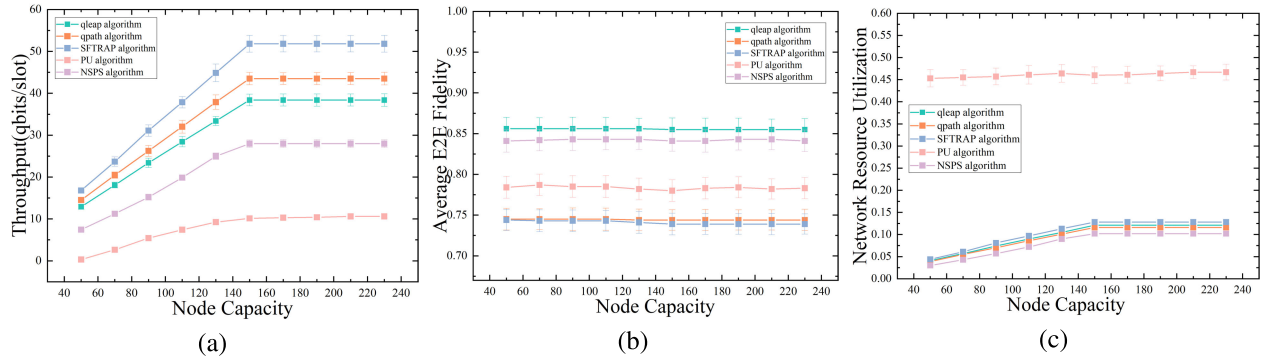 qleap algorithm
qpath algorithm
SFTRAP algorithm
PU algorithm
NSPS algorithm
60
50
40
30
20
10
0
Throughput(qbits/slot)
40 60 80 100 120 140 160 180 200 220 240
Node Capacity
(a)
qleap algorithm
qpath algorithm
SFTRAP algorithm
PU algorithm
NSPS algorithm
1.00
0.95
0.90
0.85
0.80
0.75
0.70
Average E2E Fidelity
40 60 80 100 120 140 160 180 200 220 240
Node Capacity
(b)
qleap algorithm
qpath algorithm
SFTRAP algorithm
PU algorithm
NSPS algorithm
0.60
0.55
0.50
0.45
0.40
0.35
0.30
0.25
0.20
0.15
0.10
0.05
0.00
Network Resource Utilization
40 60 80 100 120 140 160 180 200 220 240
Node Capacity
(c)